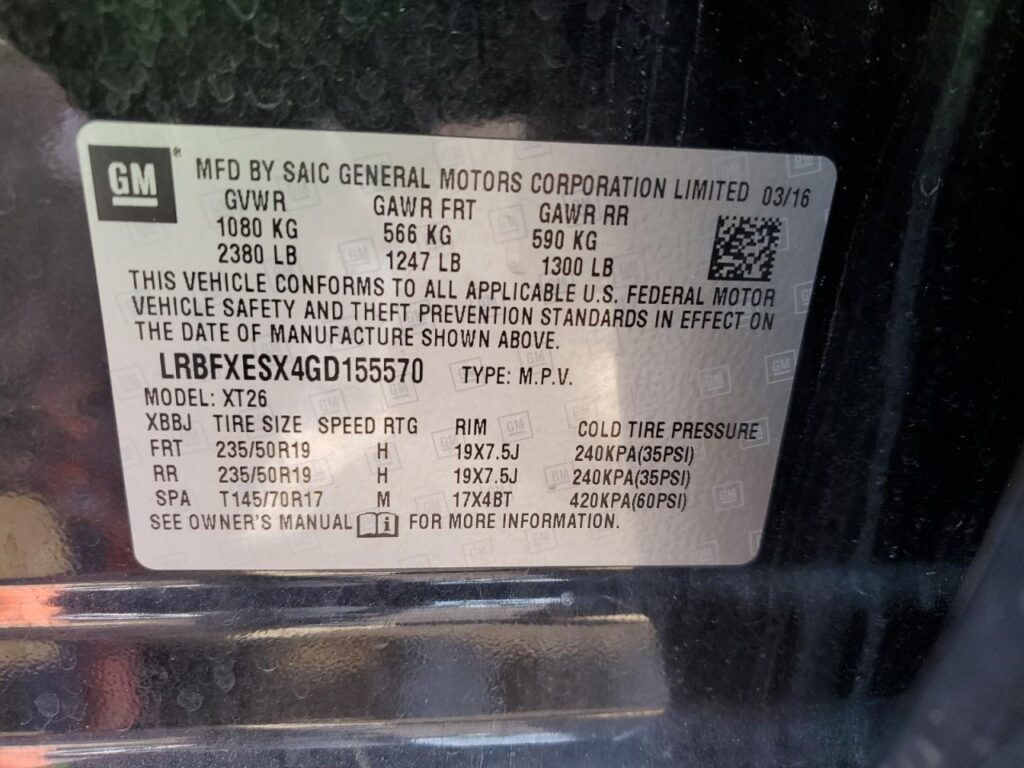 GM ® MFD BY SAIC GENERAL MOTORS CORPORATION LIMITED 03/16
GVWR GAWR FRT GAWR RR
1080 KG 566 KG 590 KG
2380 LB 1247 LB 1300 LB
THIS VEHICLE CONFORMS TO ALL APPLICABLE U.S. FEDERAL MOTOR
VEHICLE SAFETY AND THEFT PREVENTION STANDARDS IN EFFECT ON
THE DATE OF MANUFACTURE SHOWN ABOVE.
LRBFXESX4GD155570 TYPE: M.P.V.
MODEL: XT26
XBBJ TIRE SIZE SPEED RTG RIM COLD TIRE PRESSURE
FRT 235/50R19 H 19X7.5J 240KPA(35PSI)
RR 235/50R19 H 19X7.5J 240KPA(35PSI)
SPA T145/70R17 M 17X4BT 420KPA(60PSI)
SEE OWNER'S MANUAL i FOR MORE INFORMATION.